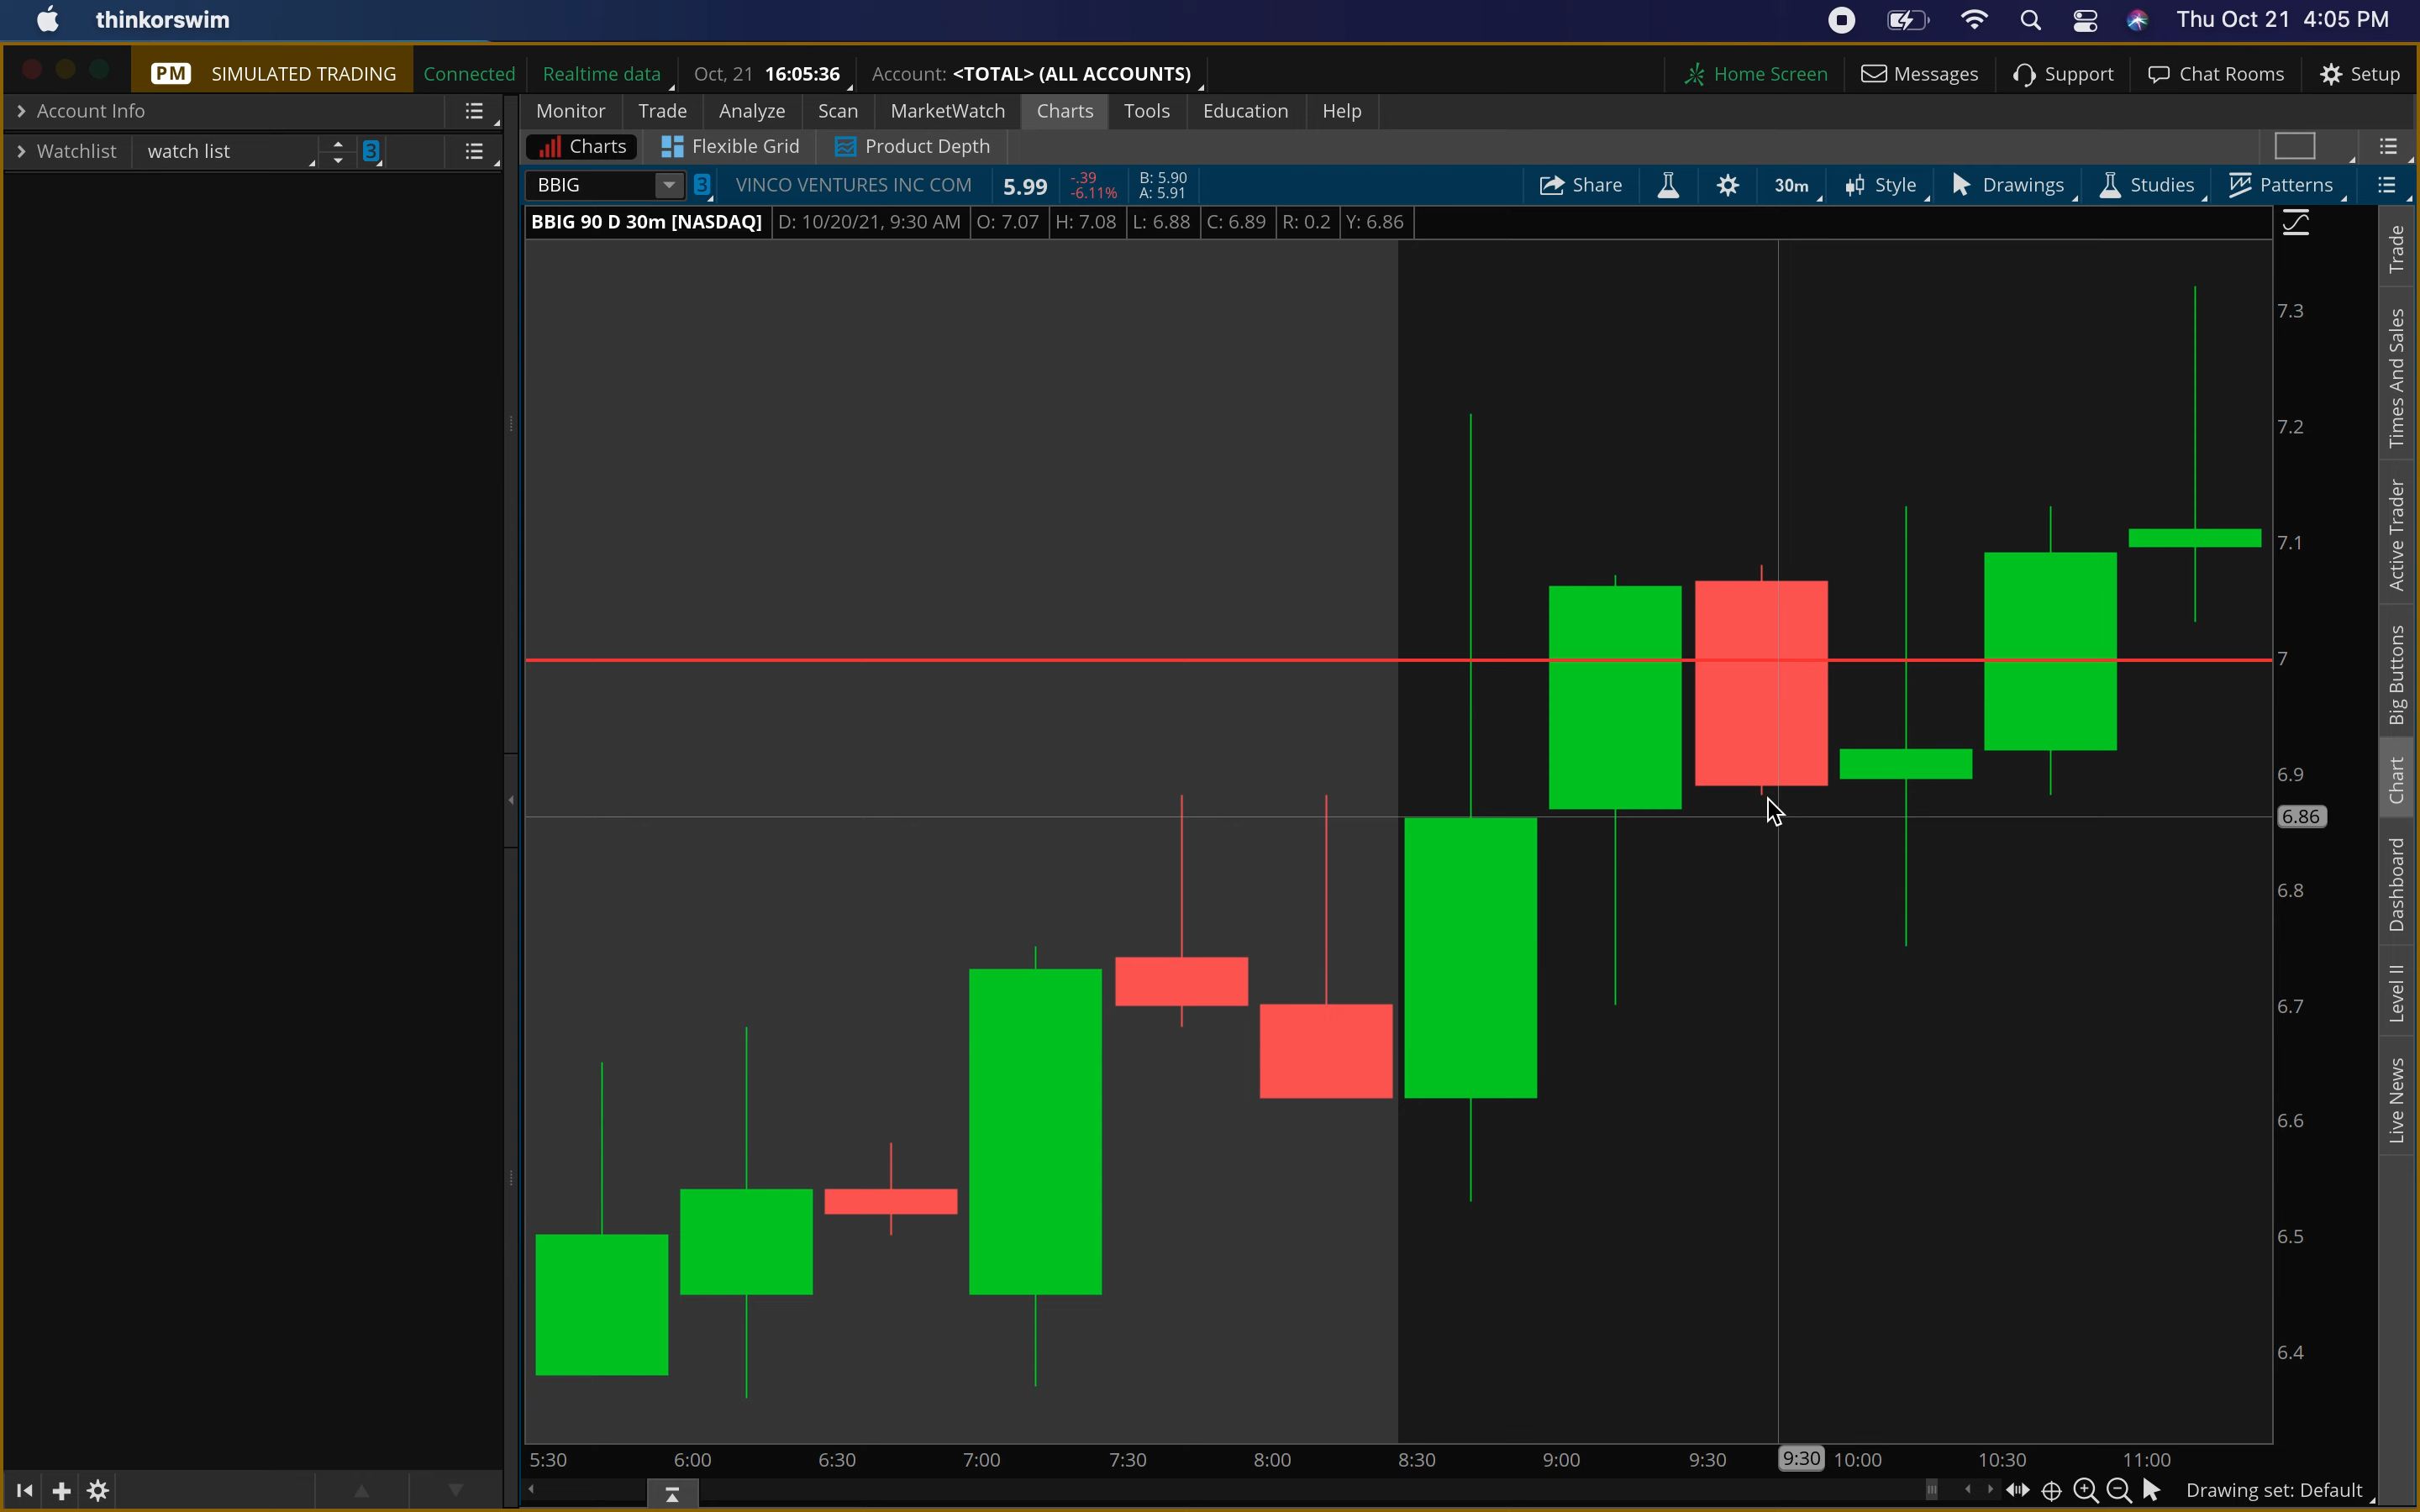 thinkorswim
Thu Oct 21 4:05 PM
PM SIMULATED TRADING Connected Realtime data Oct, 21 16:05:36 Account: <TOTAL> (ALL ACCOUNTS) Home Screen Messages Support Chat Rooms Setup
Account Info
Monitor Trade Analyze Scan MarketWatch Charts Tools Education Help
Watchlist watch list 3
Charts Flexible Grid Product Depth
BBIG 3 VINCO VENTURES INC COM 5.99 -.39 -6.11% B: 5.90 A: 5.91 Share 30m Style Drawings Studies Patterns
BBIG 90 D 30m [NASDAQ] D: 10/20/21, 9:30 AM O: 7.07 H: 7.08 L: 6.88 C: 6.89 R: 0.2 Y: 6.86
7.3
7.2
7.1
7
6.9
6.86
6.8
6.7
6.6
6.5
6.4
Trade
Times And Sales
Active Trader
Big Buttons
Chart
Dashboard
Level II
Live News
5:30 6:00 6:30 7:00 7:30 8:00 8:30 9:00 9:30 9:30 10:00 10:30 11:00
Drawing set: Default